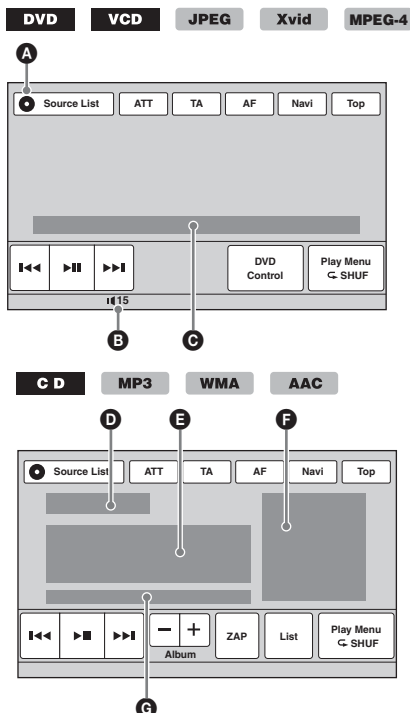 DVD VCD JPEG Xvid MPEG-4
A
Source List ATT TA AF Navi Top
DVD Control
Play Menu
SHUF
15
B C
CD MP3 WMA AAC
D E F
Source List ATT TA AF Navi Top
− +
Album
ZAP List
Play Menu
SHUF
G